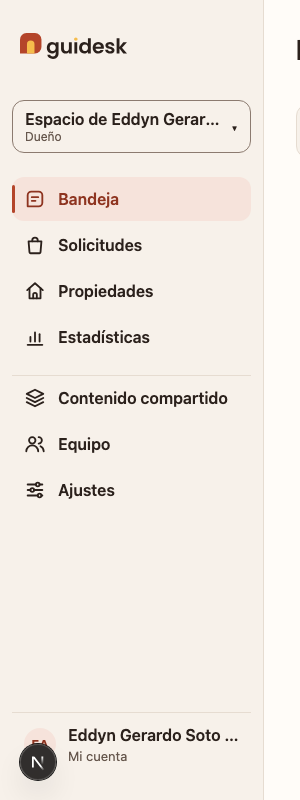 guidesk
Espacio de Eddyn Gerar...
Dueño
Bandeja
Solicitudes
Propiedades
Estadísticas
Contenido compartido
Equipo
Ajustes
Eddyn Gerardo Soto ...
Mi cuenta
N